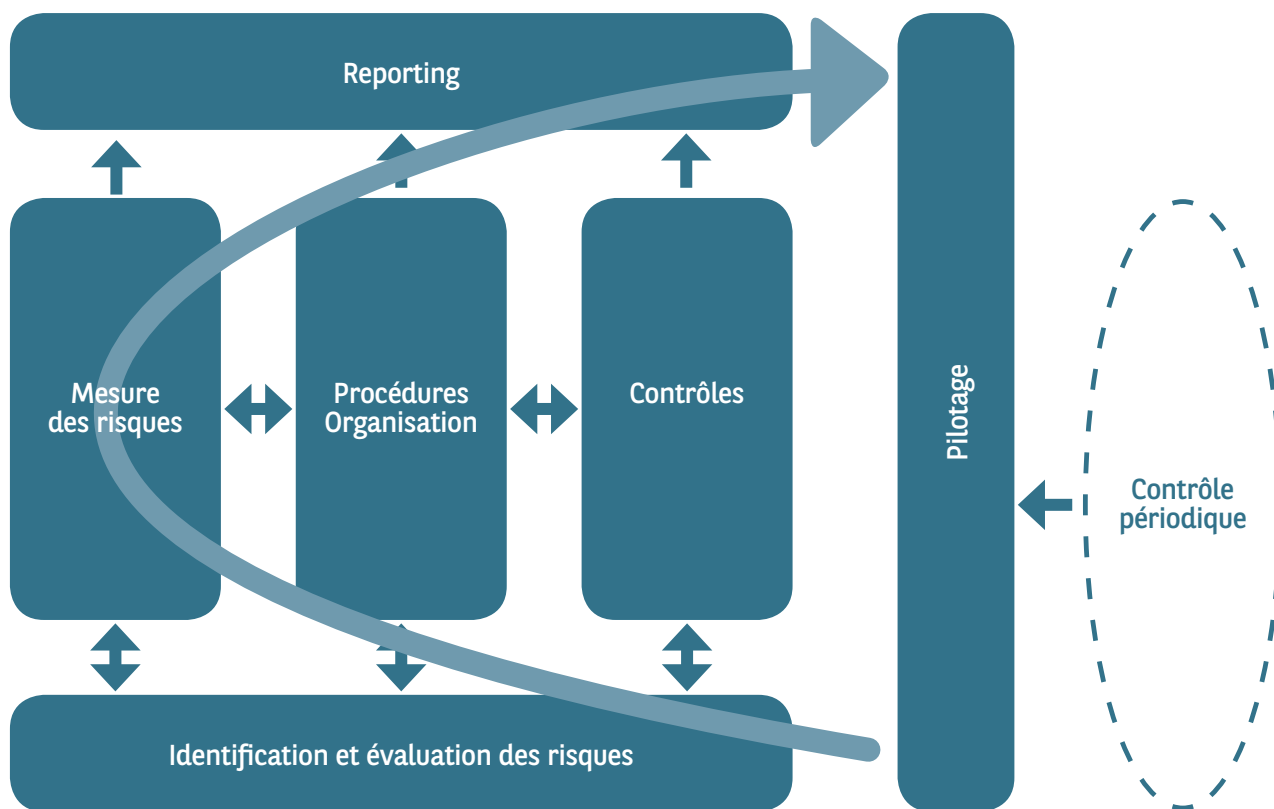 Reporting
Mesure
des risques
Procédures
Organisation
Contrôles
Pilotage
Contrôle
périodique
Identification et évaluation des risques